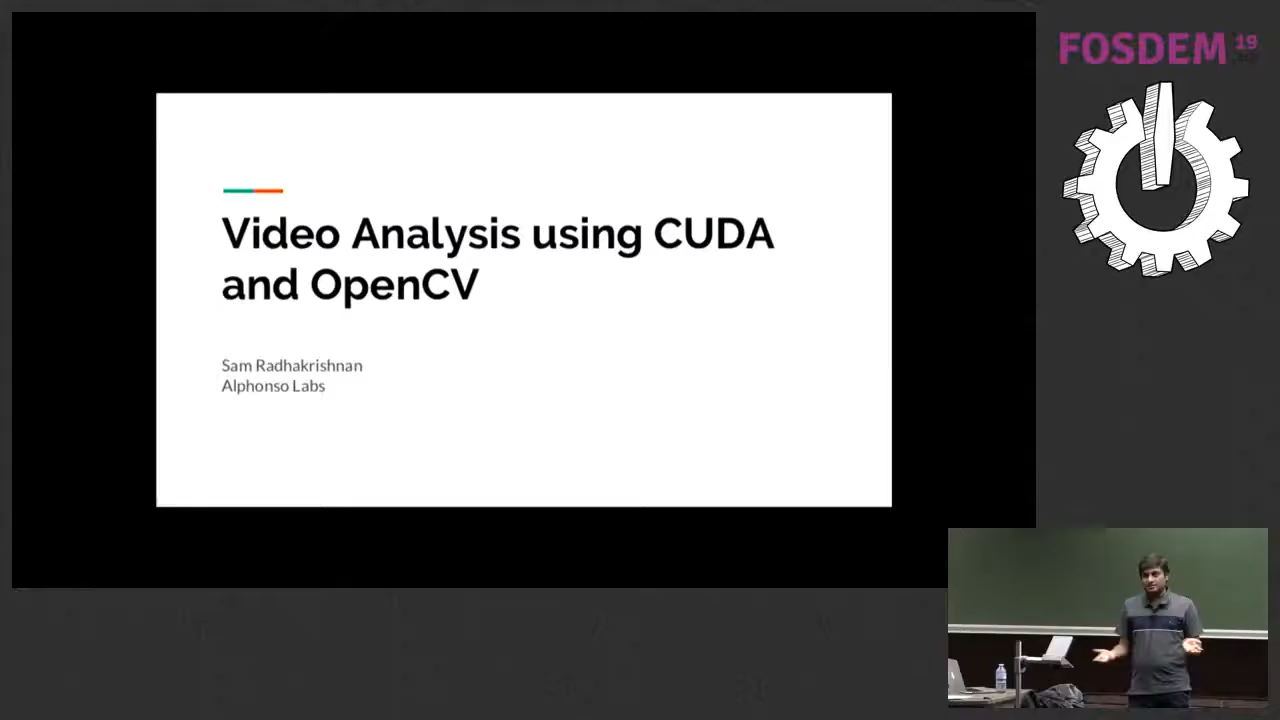 FOSDEM 19
Video Analysis using CUDA
and OpenCV
Sam Radhakrishnan
Alphonso Labs